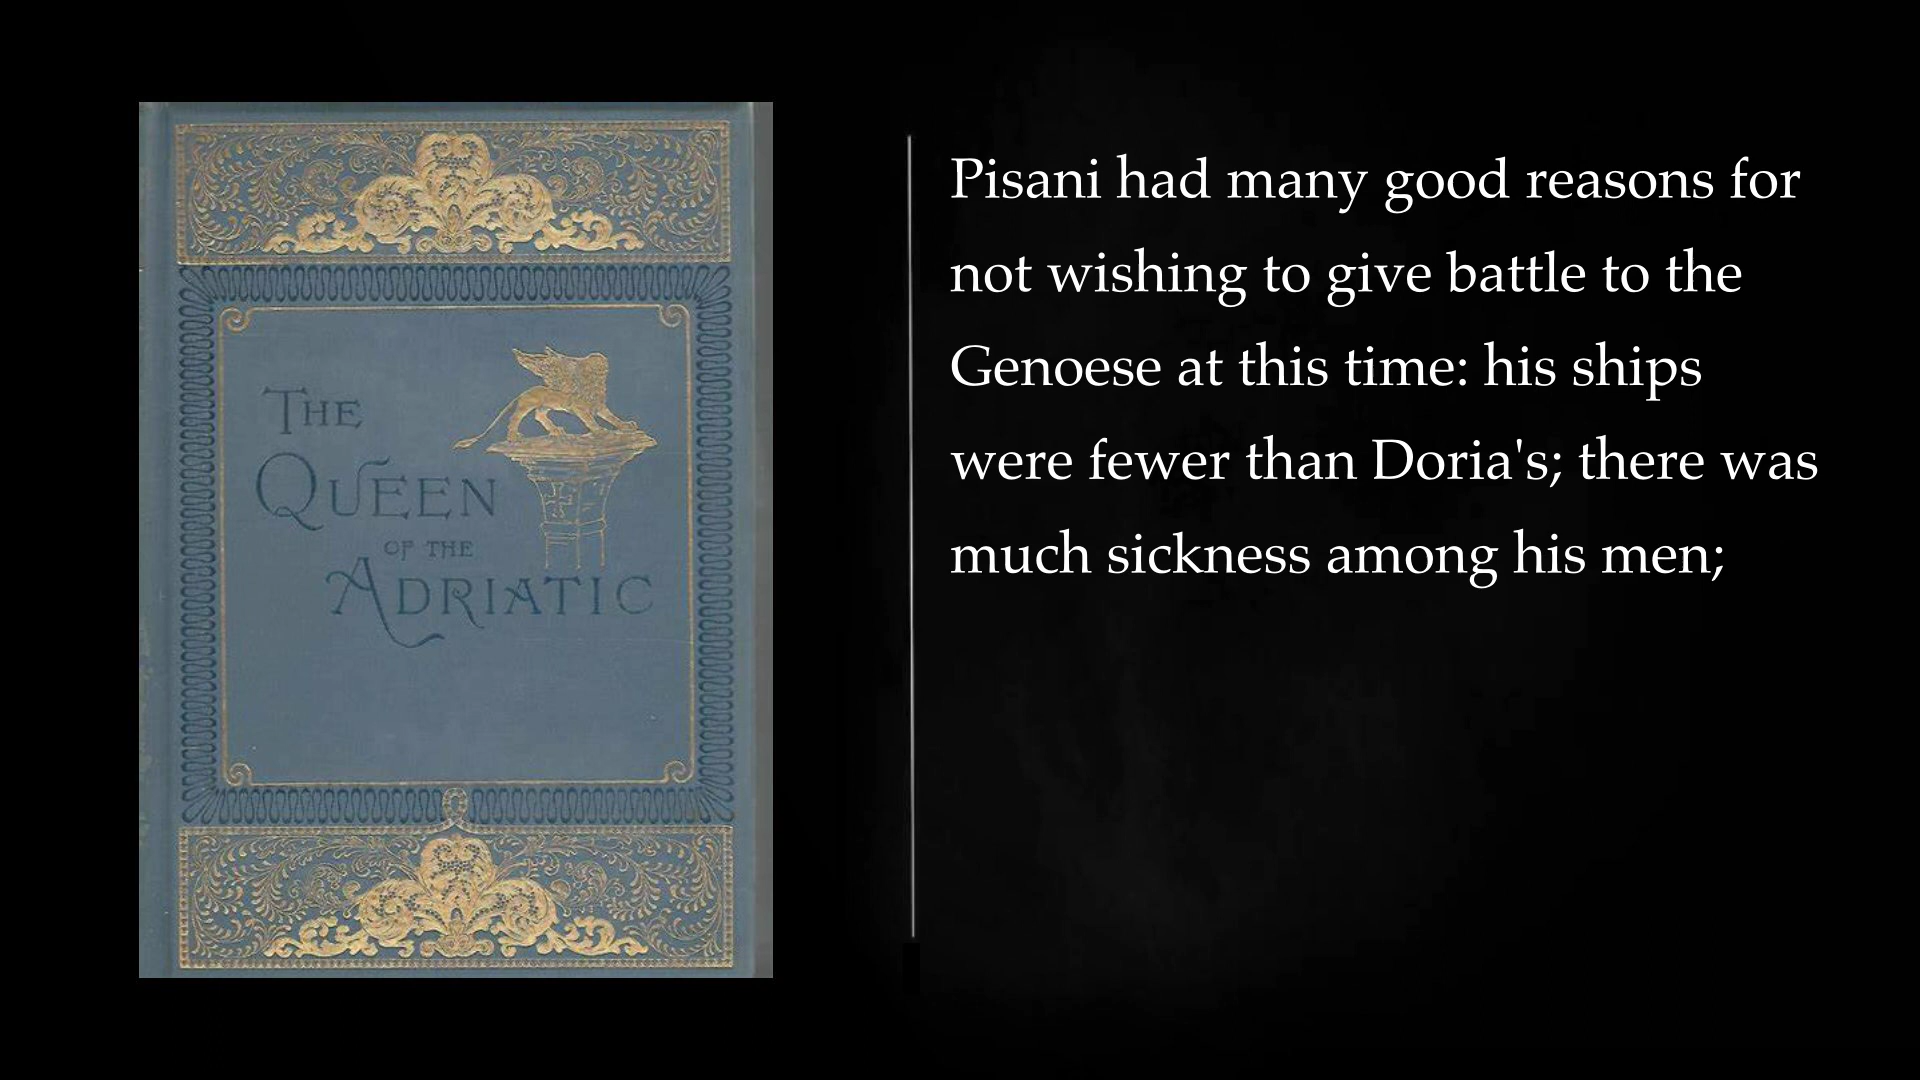 THE
QUEEN
OF THE
ADRIATIC
Pisani had many good reasons for
not wishing to give battle to the
Genoese at this time: his ships
were fewer than Doria's; there was
much sickness among his men;